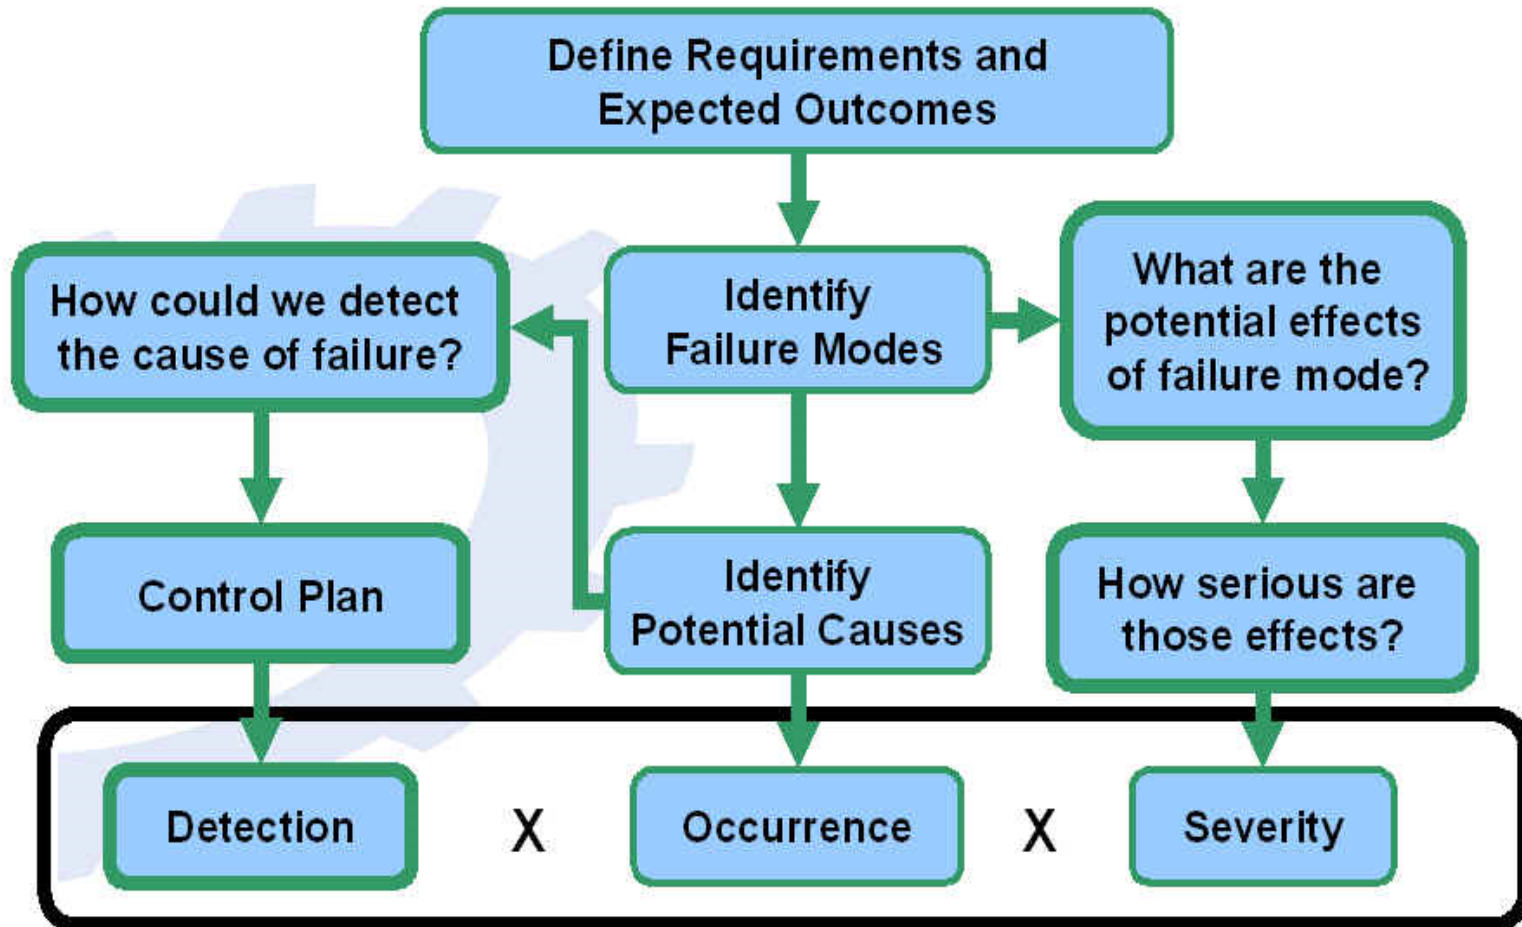 Define Requirements and
Expected Outcomes
How could we detect
the cause of failure?
Identify
Failure Modes
What are the
potential effects
of failure mode?
Control Plan
Identify
Potential Causes
How serious are
those effects?
Detection
X
Occurrence
X
Severity